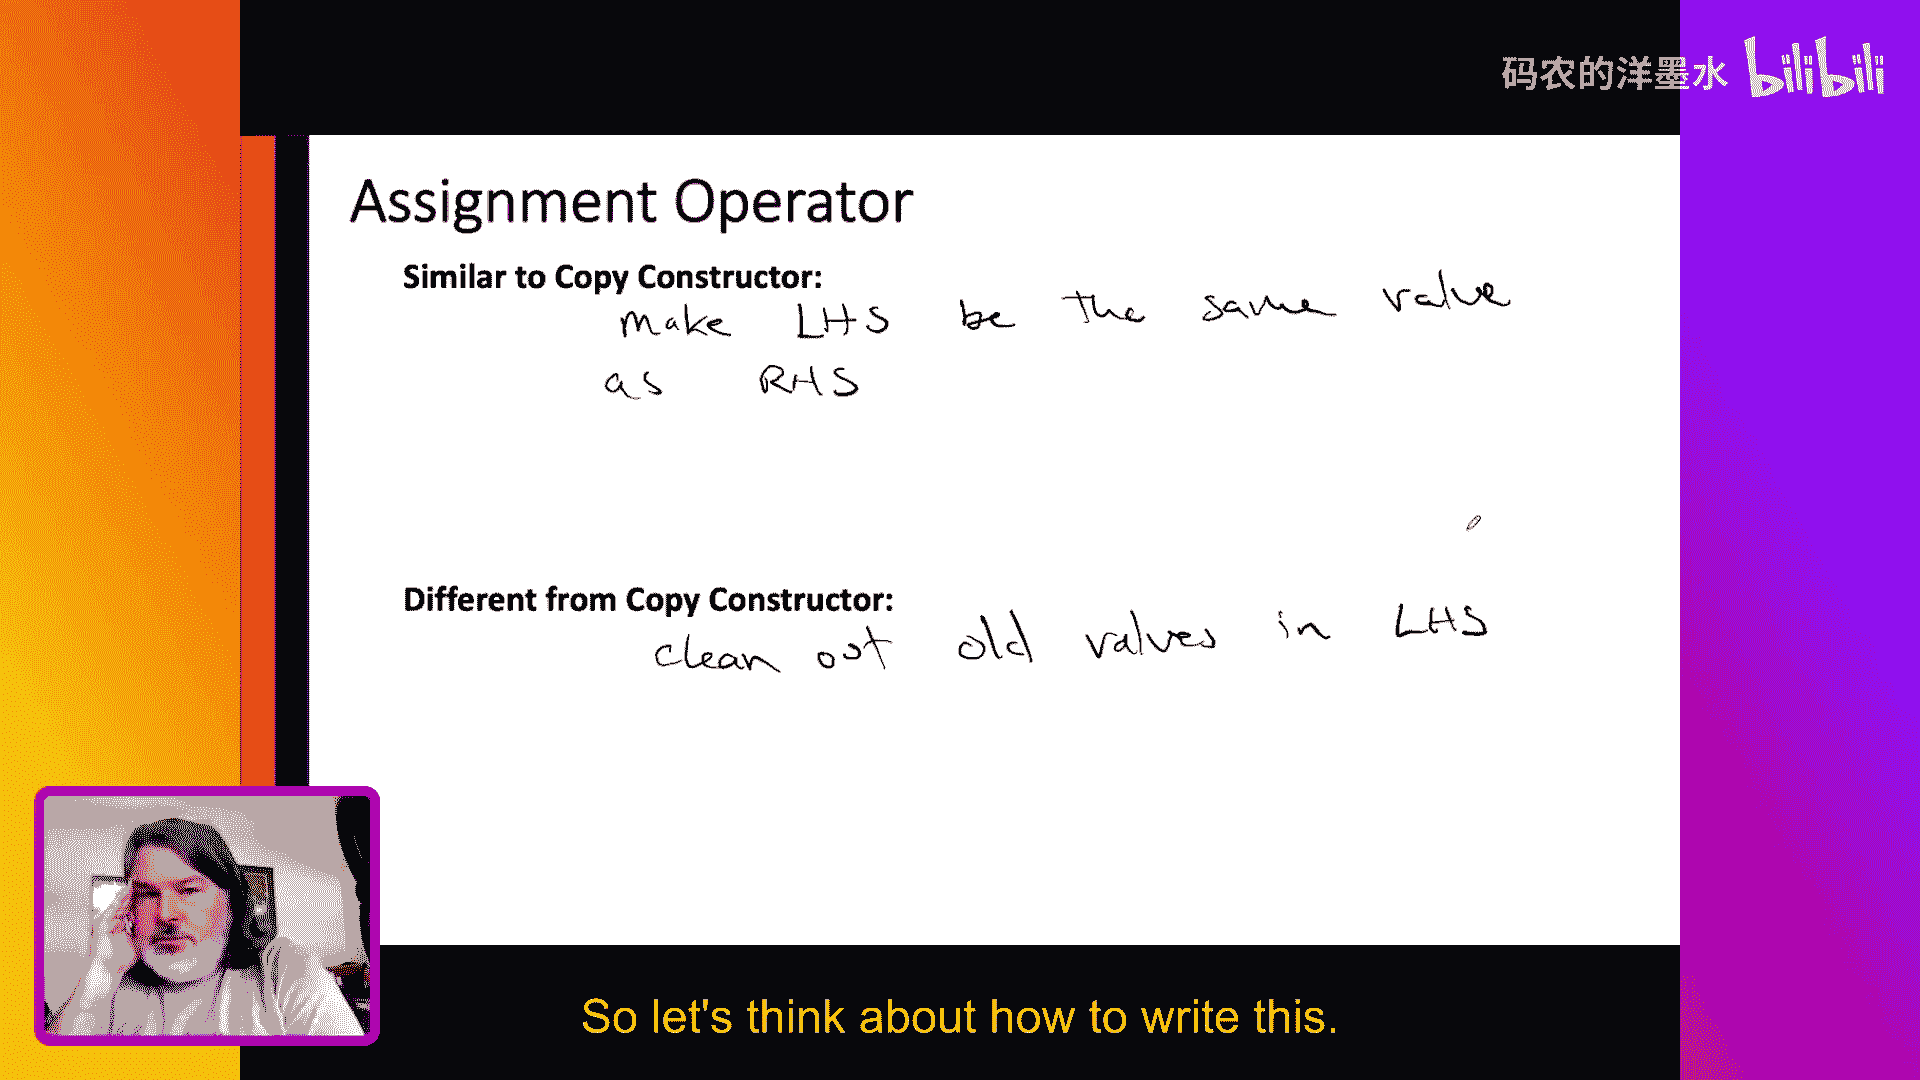 码农的洋墨水 bilibili
Assignment Operator
Similar to Copy Constructor:
make LHS be the same value
as RHS
Different from Copy Constructor:
clean out old values in LHS
So let's think about how to write this.